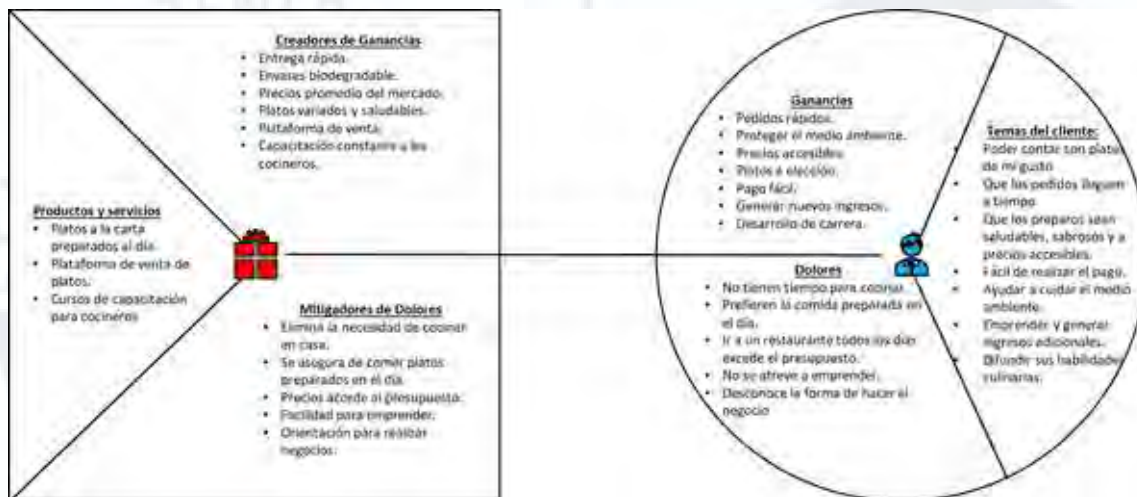 Creadores de Ganancias
• Entrega rápida.
• Envases biodegradable.
• Precios promedio del mercado.
• Platos variados y saludables.
• Plataforma de venta.
• Capacitación constante a los
cocineros.
Productos y servicios
• Platos a la carta
preparados al día.
• Plataforma de venta de
platos.
• Cursos de capacitación
para cocineros
Mitigadores de Dolores
• Elimina la necesidad de cocinar
en casa.
• Se asegura de comer platos
preparados en el día.
• Precios acorde al presupuesto.
• Facilidad para emprender.
• Orientación para realizar
negocios.
Ganancias
• Pedidos rápidos.
• Proteger el medio ambiente.
• Precios accesibles
• Platos a elección.
• Pago fácil.
• Generar nuevos ingresos.
• Desarrollo de carrera.
Dolores
• No tienen tiempo para cocinar.
• Prefieren la comida preparada en
el día.
• Ir a un restaurante todos los días
excede el presupuesto.
• No se atreve a emprender.
• Desconoce la forma de hacer el
negocio
Temas del cliente:
• Poder contar con platos
de mi gusto
• Que los pedidos lleguen
a tiempo
• Que los preparos sean
saludables, sabrosos y a
precios accesibles.
• Fácil de realizar el pago.
• Ayudar a cuidar el medio
ambiente.
• Emprender y generar
ingresos adicionales.
• Difundir sus habilidades
culinarias.